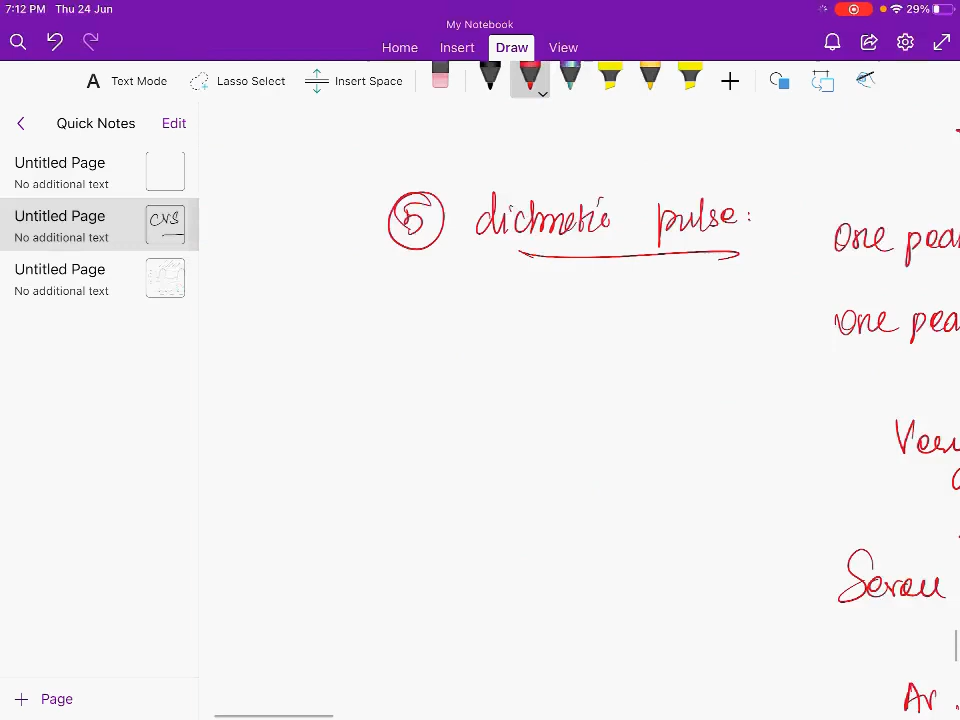 7:12 PM Thu 24 Jun 29%
My Notebook
Home Insert Draw View
Text Mode Lasso Select Insert Space
Quick Notes Edit
Untitled Page
No additional text
Untitled Page
No additional text
CNS
Untitled Page
No additional text
⑤ dicrotic pulse:
One pea
One pea
Ar
Page